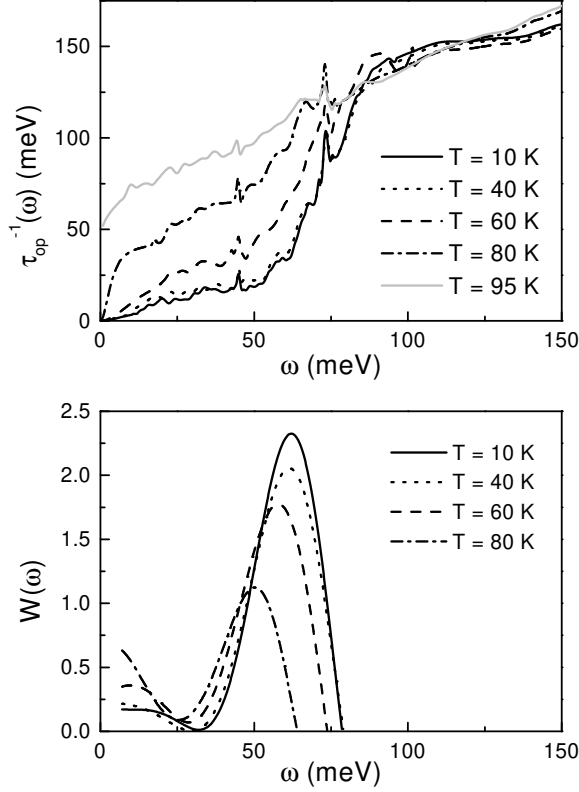 150
100
50
0
τop⁻¹(ω) (meV)
T = 10 K
T = 40 K
T = 60 K
T = 80 K
T = 95 K
0 50 100 150
ω (meV)
2.5
2.0
1.5
1.0
0.5
0.0
W(ω)
T = 10 K
T = 40 K
T = 60 K
T = 80 K
0 50 100 150
ω (meV)